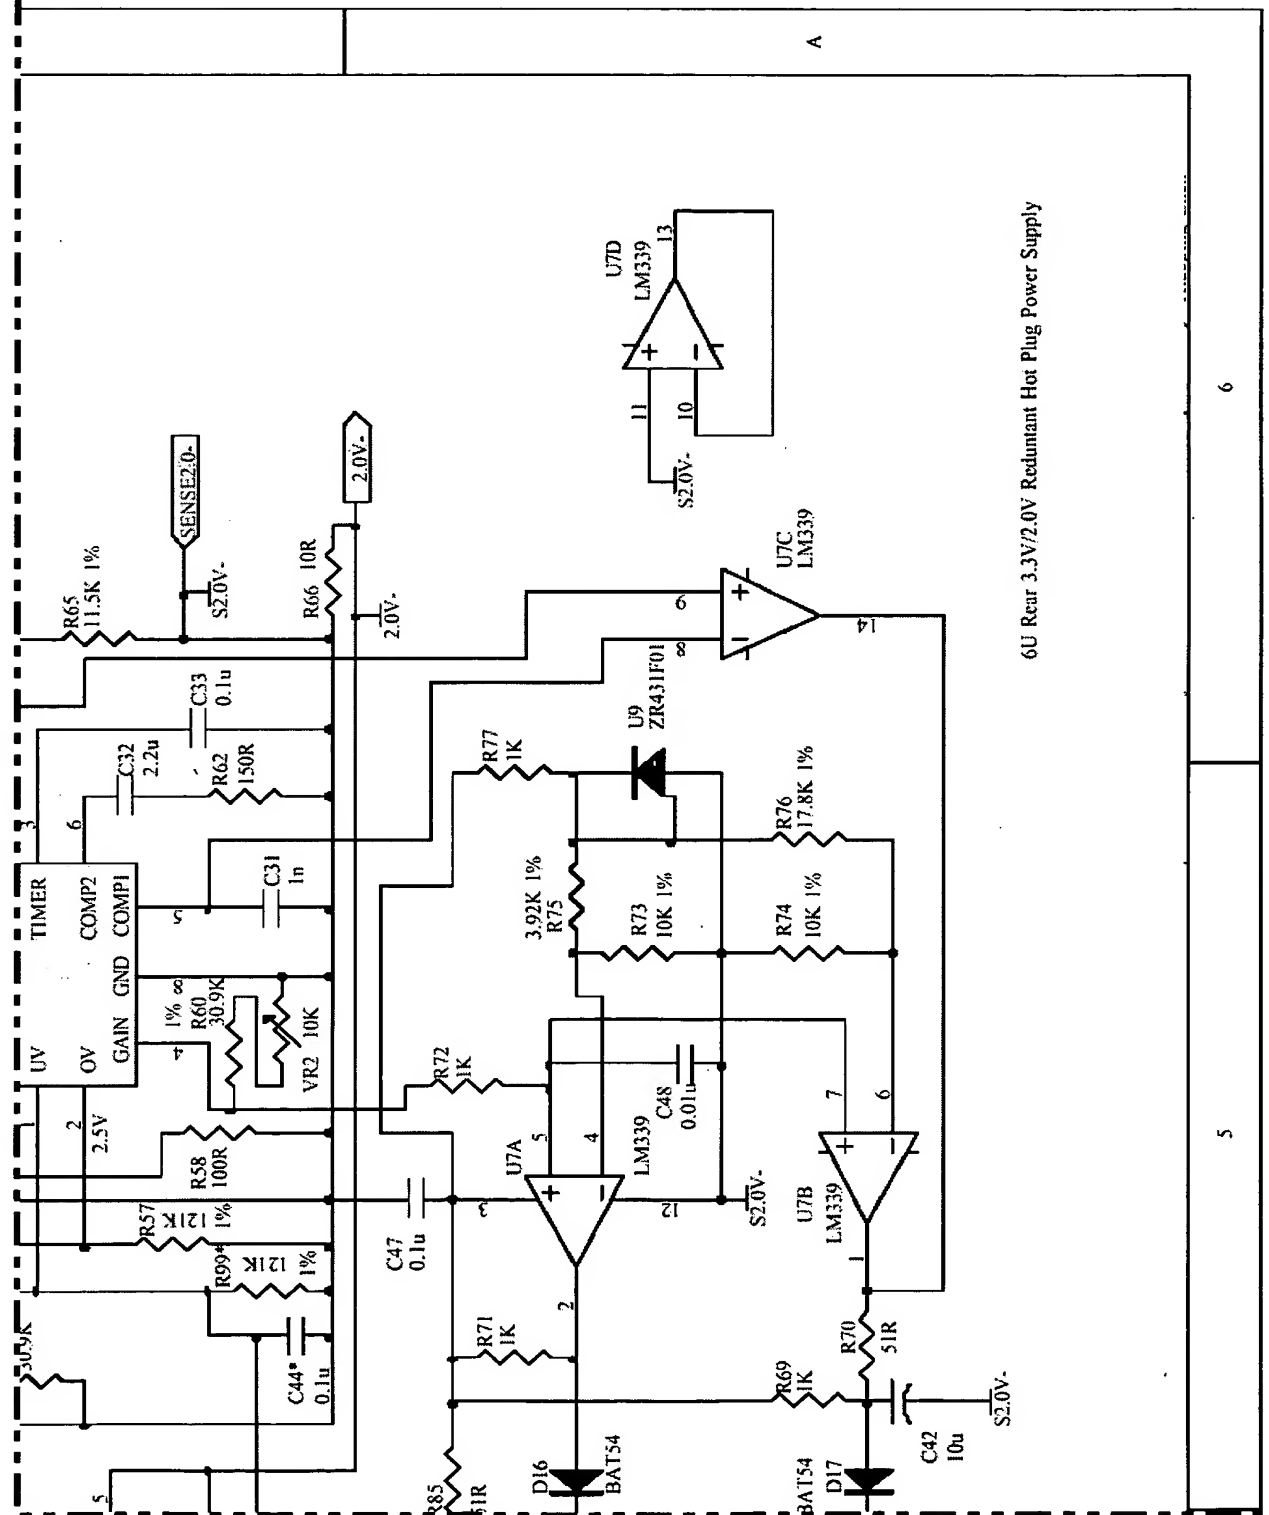 A
6
5
6U Rear 3.3V/2.0V Reduntant Hot Plug Power Supply
U7D
LM339
13
11
10
S2.0V-
SENSE2.0-
2.0V-
R65
11.5K 1%
S2.0V-
R66 10R
2.0V-
U7C
LM339
9
8
14
C33
0.1u
C32
2.2u
R62
150R
3
6
TIMER
COMP2
COMP1
GND
GAIN
UV
OV
5
8
4
2
2.5V
C31
1n
1%
R60
30.9K
VR2
10K
R77
1K
U9
ZR431F01
R76
17.8K 1%
3.92K 1%
R75
R73
10K 1%
R74
10K 1%
R72
1K
C48
0.01u
R58
100R
R57
121K
1%
R99*
121K
1%
C44*
0.1u
30.9K
C47
0.1u
U7A
LM339
5
4
3
12
2
S2.0V-
U7B
LM339
7
6
1
R71
1K
R70
51R
R69
1K
C42
10u
S2.0V-
D16
BAT54
BAT54
D17
R85
5